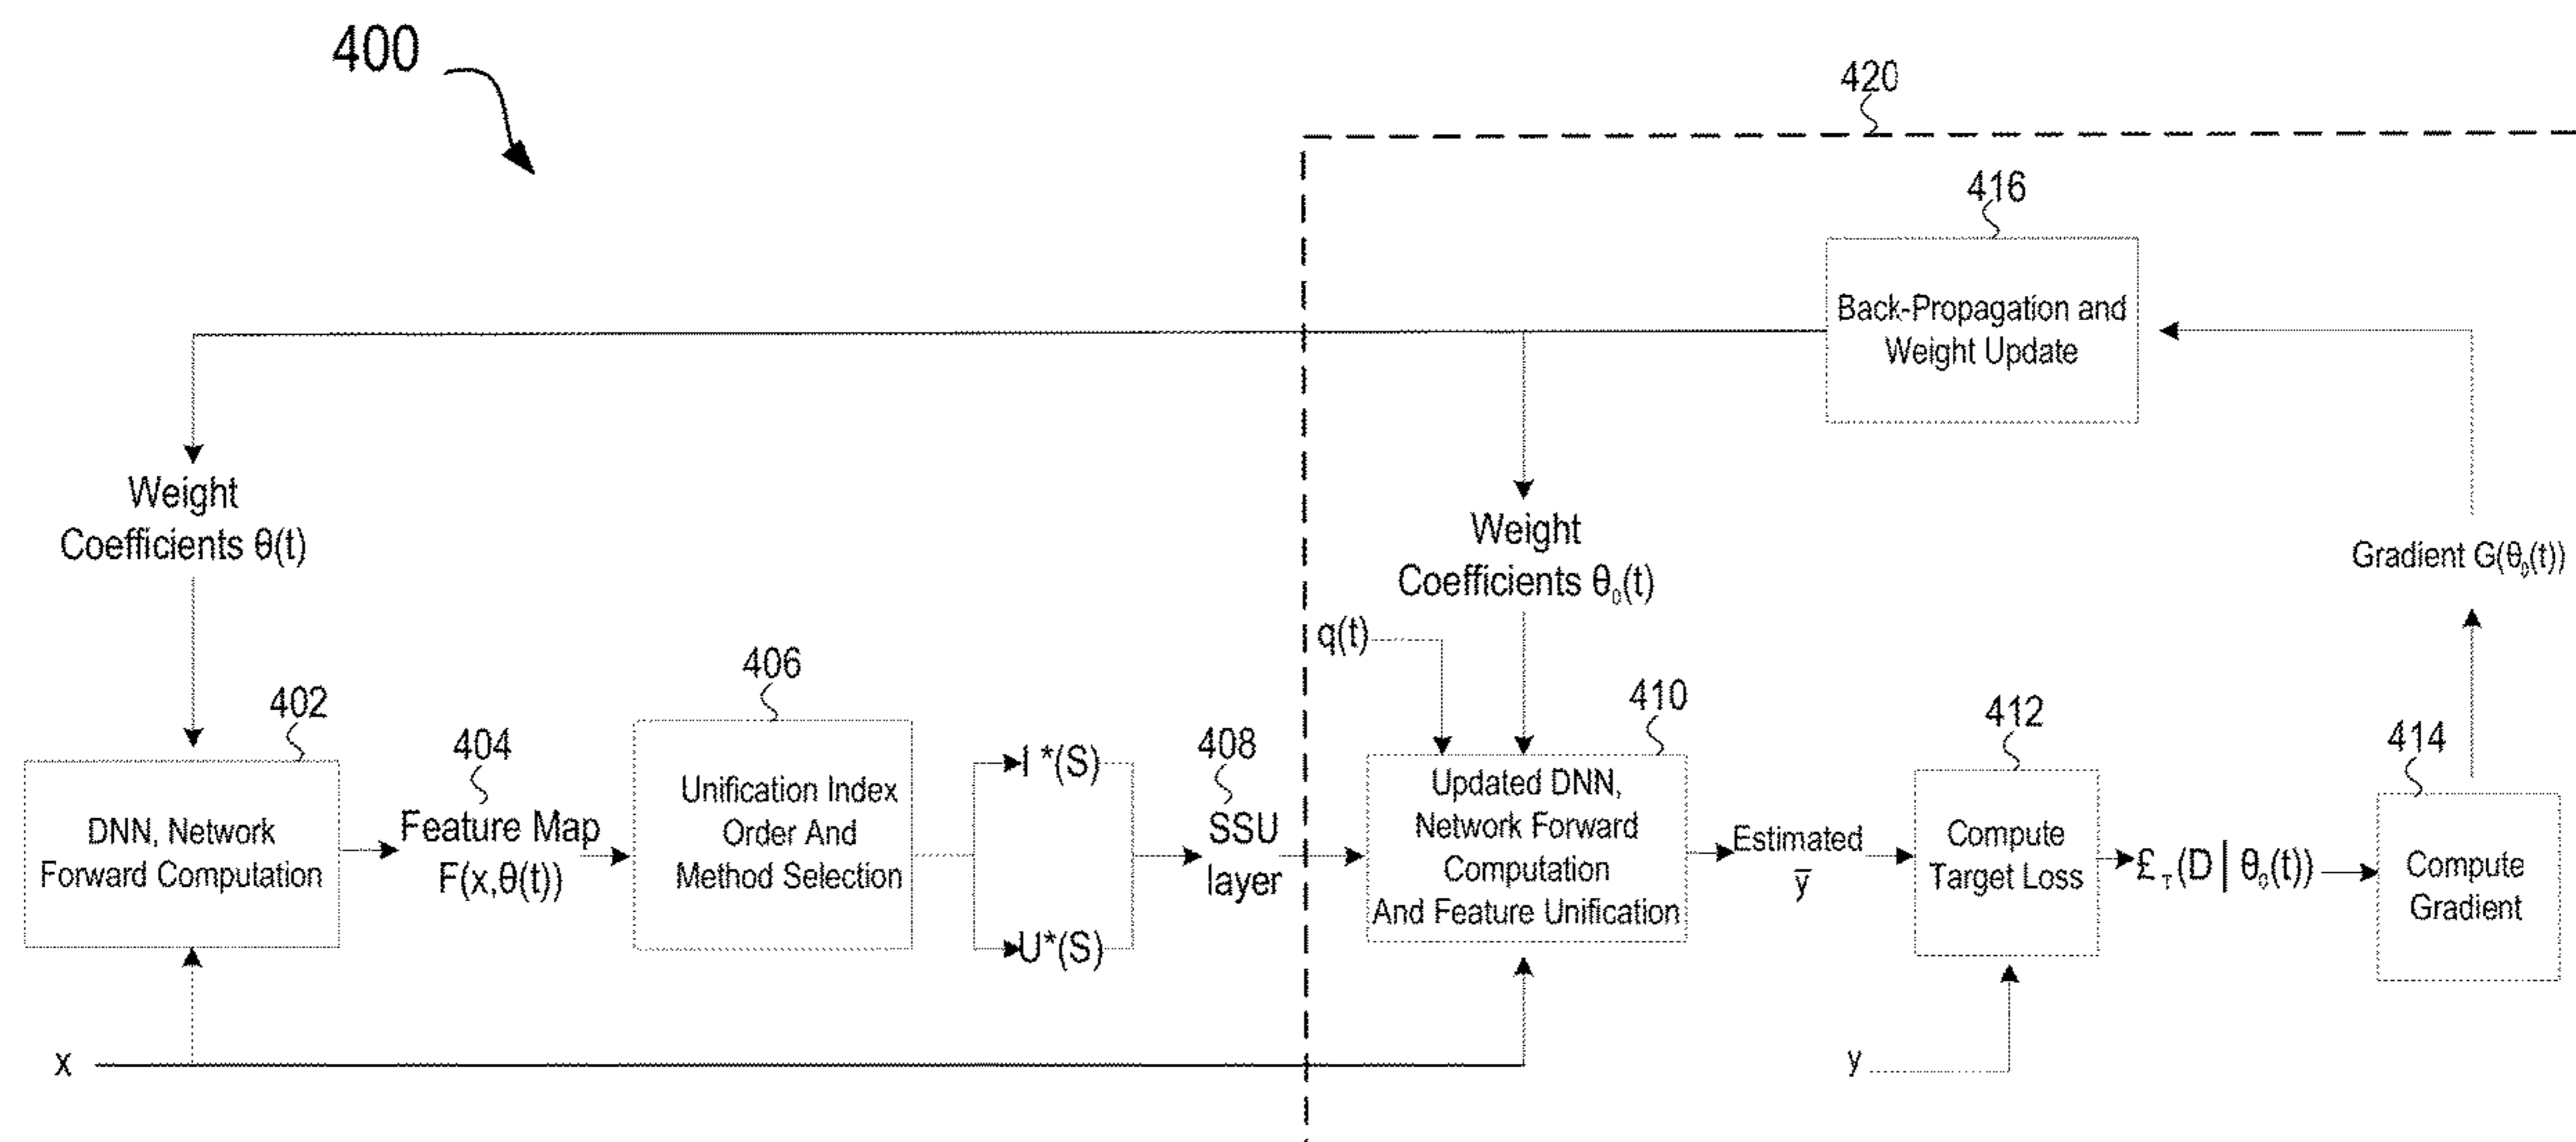 400
420
416
Back-Propagation and
Weight Update
Weight
Coefficients θ(t)
Weight
Coefficients θ₀(t)
Gradient G(θ₀(t))
q(t)
402
DNN, Network
Forward Computation
404
Feature Map
F(x,θ(t))
406
Unification Index
Order And
Method Selection
I*(S)
U*(S)
408
SSU
layer
410
Updated DNN,
Network Forward
Computation
And Feature Unification
Estimated
ȳ
412
Compute
Target Loss
£ᴛ(D | θ₀(t))
414
Compute
Gradient
x
y